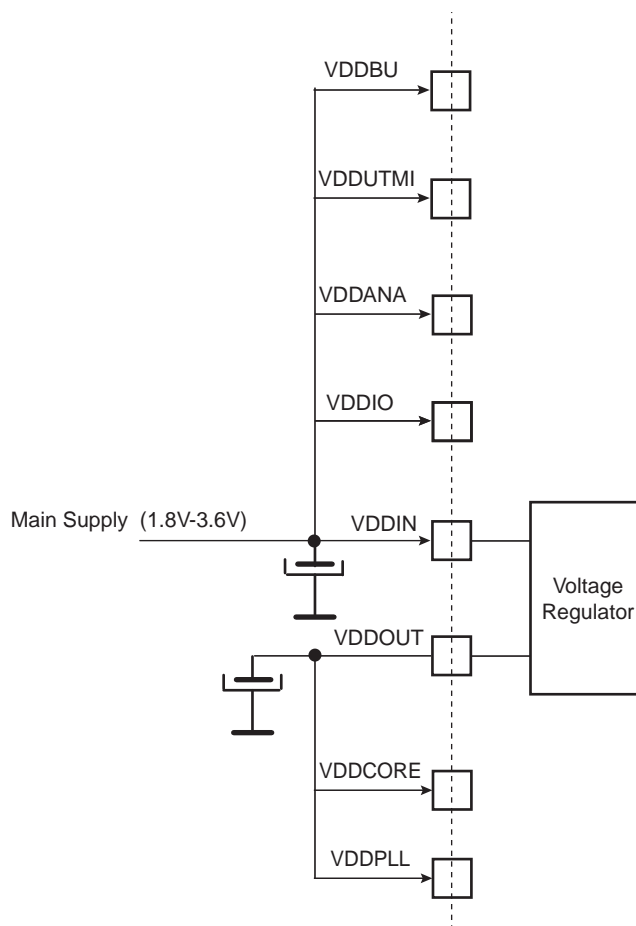 VDDBU
VDDUTMI
VDDANA
VDDIO
Main Supply (1.8V-3.6V)
VDDIN
Voltage
Regulator
VDDOUT
VDDCORE
VDDPLL